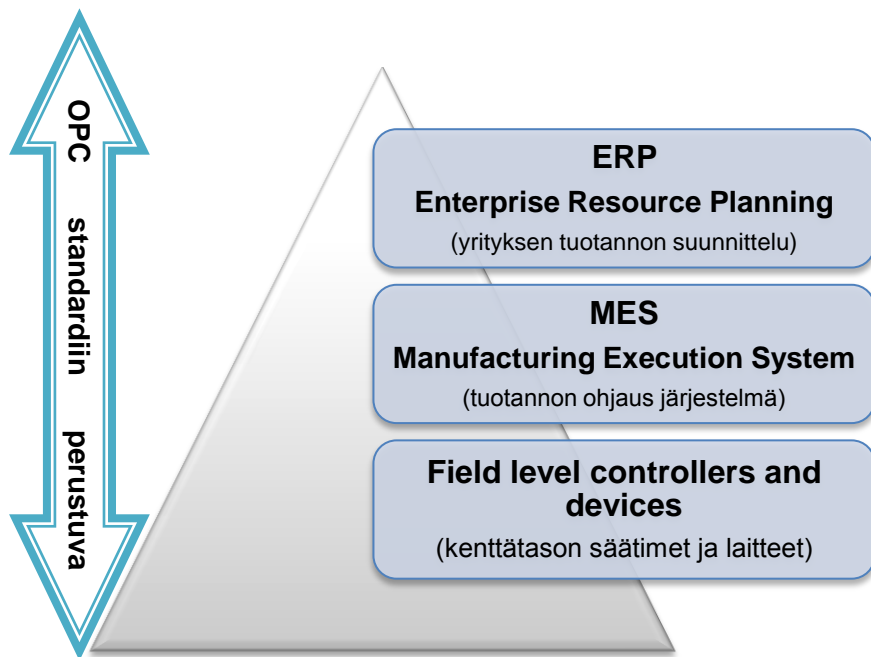 OPC standardiin perustuva
ERP
Enterprise Resource Planning
(yrityksen tuotannon suunnittelu)
MES
Manufacturing Execution System
(tuotannon ohjaus järjestelmä)
Field level controllers and
devices
(kenttätason säätimet ja laitteet)